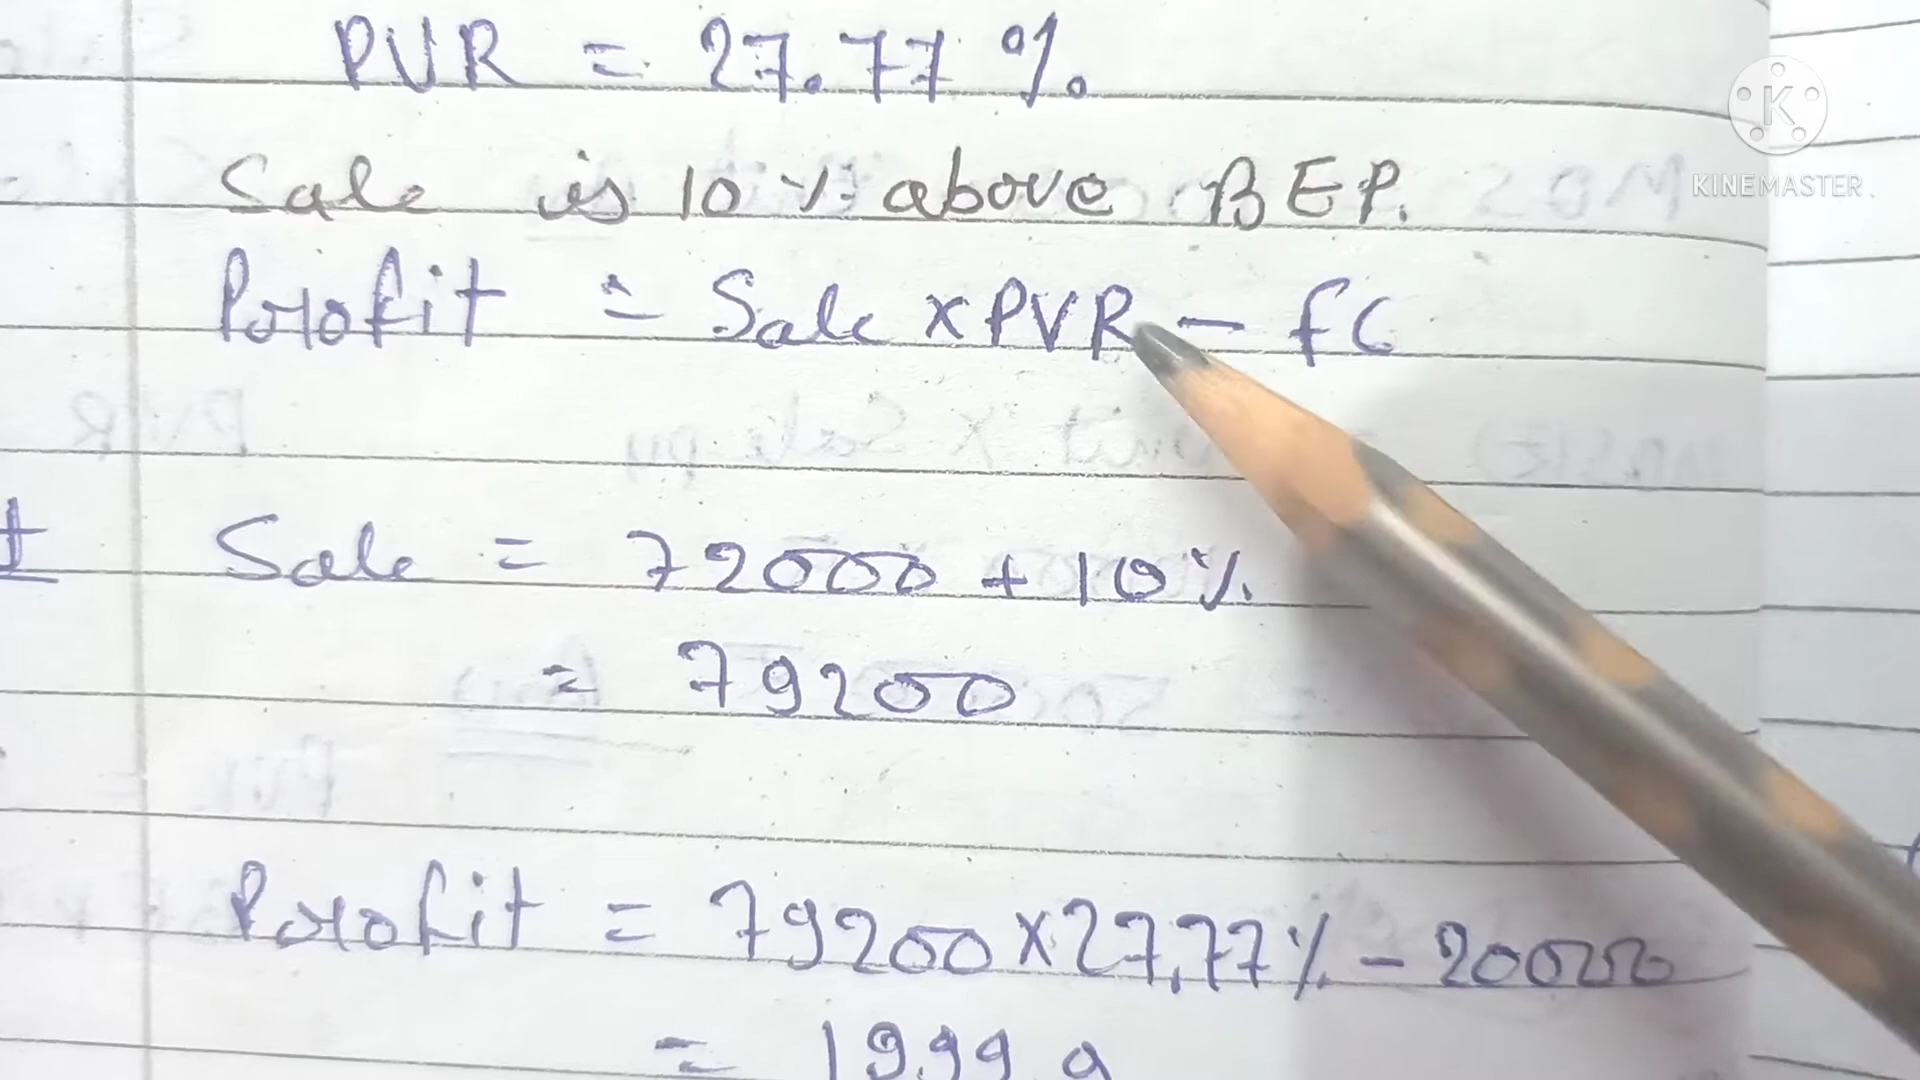 PVR = 27.77 %.
Sale is 10 % above BEP.
Profit = Sale x PVR - FC
Sale = 72000 + 10 %.
= 79200
Profit = 79200 x 27.77 % - 20000
KINEMASTER